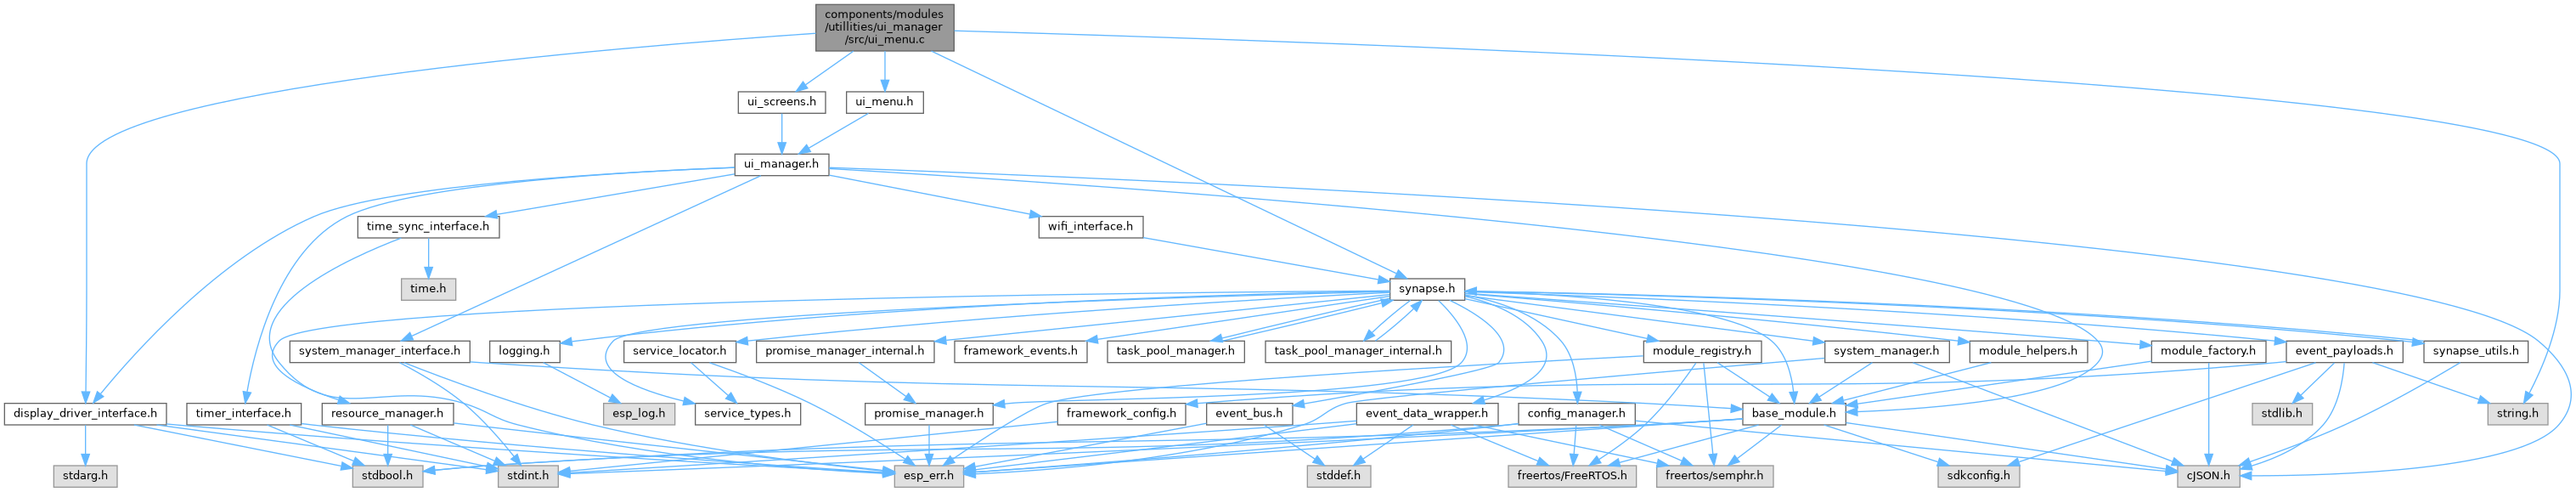 components/modules
/utillities/ui_manager
/src/ui_menu.c
ui_screens.h
ui_menu.h
ui_manager.h
time_sync_interface.h
wifi_interface.h
time.h
synapse.h
system_manager_interface.h
logging.h
service_locator.h
promise_manager_internal.h
framework_events.h
task_pool_manager.h
task_pool_manager_internal.h
module_registry.h
system_manager.h
module_helpers.h
module_factory.h
event_payloads.h
synapse_utils.h
display_driver_interface.h
timer_interface.h
resource_manager.h
esp_log.h
service_types.h
promise_manager.h
framework_config.h
event_bus.h
event_data_wrapper.h
config_manager.h
base_module.h
stdlib.h
string.h
stdarg.h
stdbool.h
stdint.h
esp_err.h
stddef.h
freertos/FreeRTOS.h
freertos/semphr.h
sdkconfig.h
cJSON.h